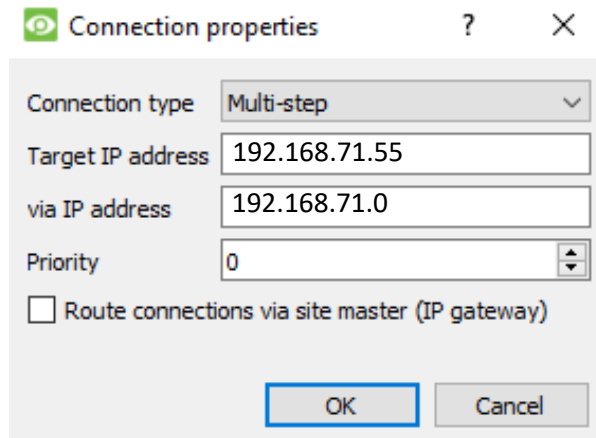 Connection properties ?
Connection type Multi-step
Target IP address 192.168.71.55
via IP address 192.168.71.0
Priority 0
Route connections via site master (IP gateway)
OK Cancel